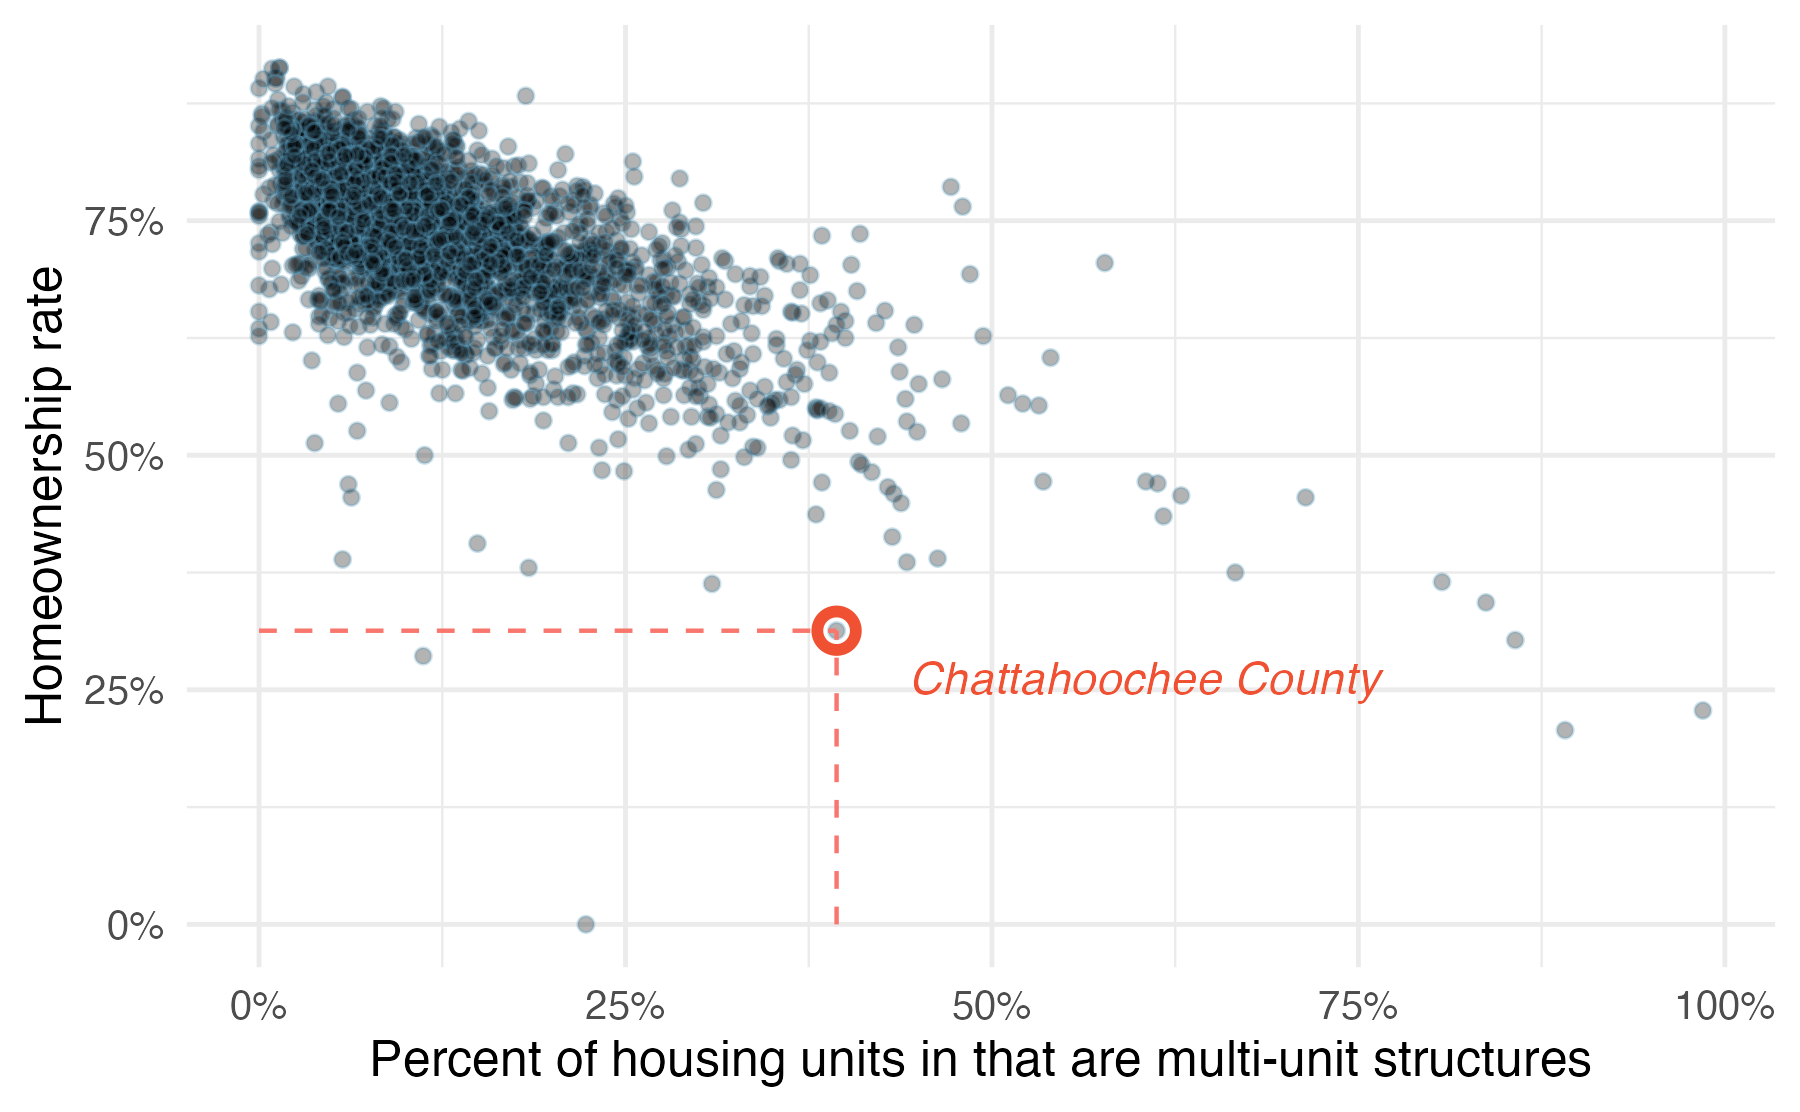 Homeownership rate
75%
50%
25%
0%
Chattahoochee County
0% 25% 50% 75% 100%
Percent of housing units in that are multi-unit structures